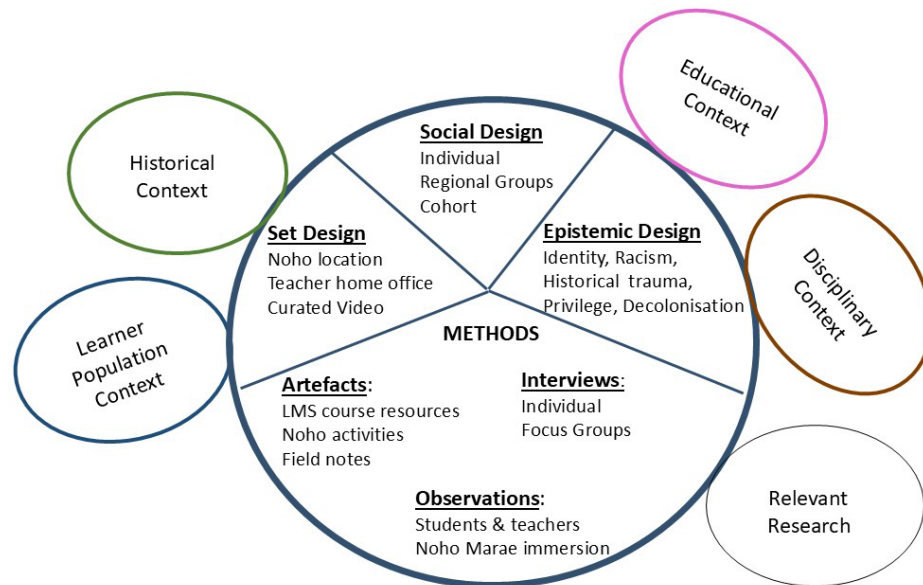 Historical
Context
Learner
Population
Context
Social Design
Individual
Regional Groups
Cohort
Set Design
Noho location
Teacher home office
Curated Video
Epistemic Design
Identity, Racism,
Historical trauma,
Privilege, Decolonisation
METHODS
Artefacts:
LMS course resources
Noho activities
Field notes
Interviews:
Individual
Focus Groups
Observations:
Students & teachers
Noho Marae immersion
Educational
Context
Disciplinary
Context
Relevant
Research